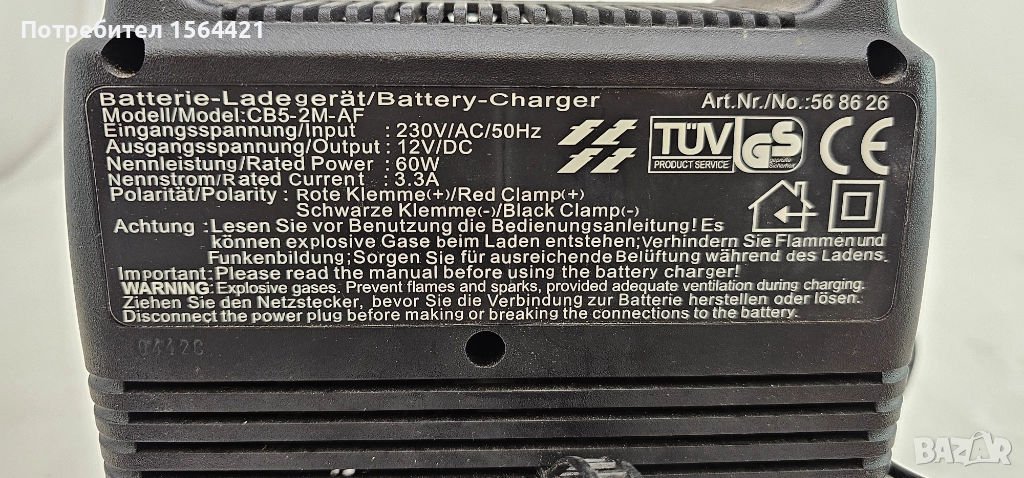 Потребител 1564421
Batterie-Ladegerät/Battery-Charger Art.Nr./No.:56 86 26
Modell/Model:CB5-2M-AF
Eingangsspannung/Input : 230V/AC/50Hz
Ausgangsspannung/Output : 12V/DC
Nennleistung/Rated Power : 60W
Nennstrom/Rated Current : 3.3A
Polarität/Polarity : Rote Klemme(+)/Red Clamp(+)
Schwarze Klemme(-)/Black Clamp(-)
TÜV
PRODUCT SERVICE
GS
geprüfte
Sicherheit
CE
Achtung :Lesen Sie vor Benutzung die Bedienungsanleitung! Es
können explosive Gase beim Laden entstehen;Verhindern Sie Flammen und
Funkenbildung;Sorgen Sie für ausreichende Belüftung während des Ladens.
Important:Please read the manual before using the battery charger!
WARNING: Explosive gases. Prevent flames and sparks, provided adequate ventilation during charging.
Ziehen Sie den Netzstecker, bevor Sie die Verbindung zur Batterie herstellen oder lösen.
Disconnect the power plug before making or breaking the connections to the battery.
BAZAR